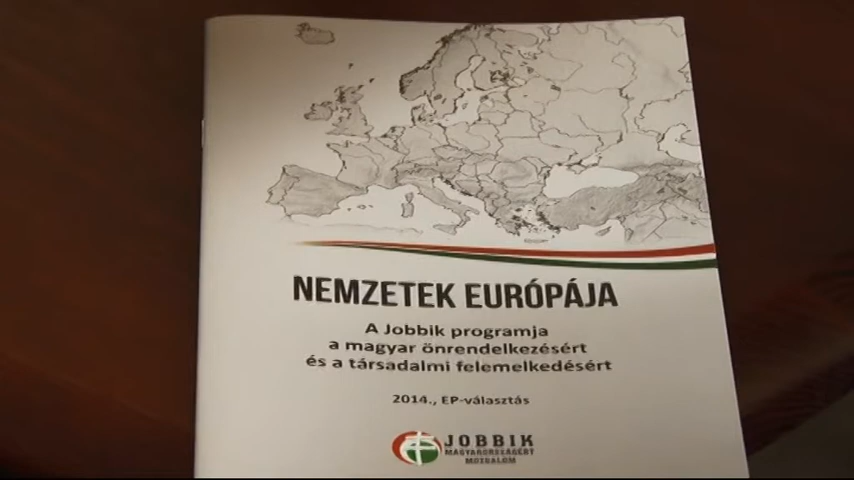 NEMZETEK EURÓPÁJA
A Jobbik programja
a magyar önrendelkezésért
és a társadalmi felemelkedésért
2014., EP-választás
JOBBIK
MAGYARORSZÁGÉRT
MOZGALOM